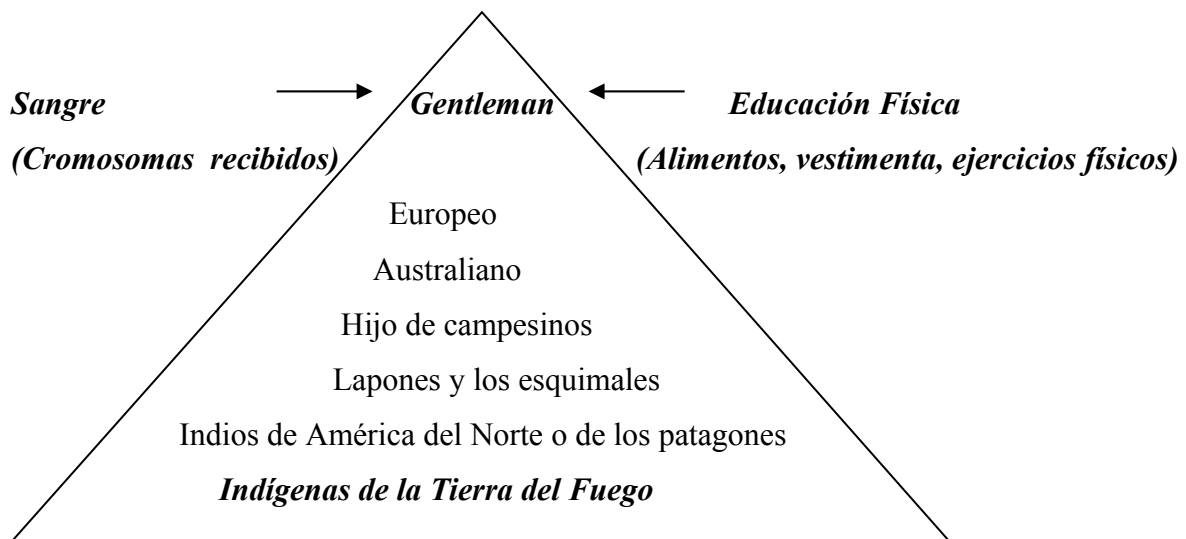 Sangre
(Cromosomas recibidos)
Gentleman
Educación Física
(Alimentos, vestimenta, ejercicios físicos)
Europeo
Australiano
Hijo de campesinos
Lapones y los esquimales
Indios de América del Norte o de los patagones
Indígenas de la Tierra del Fuego